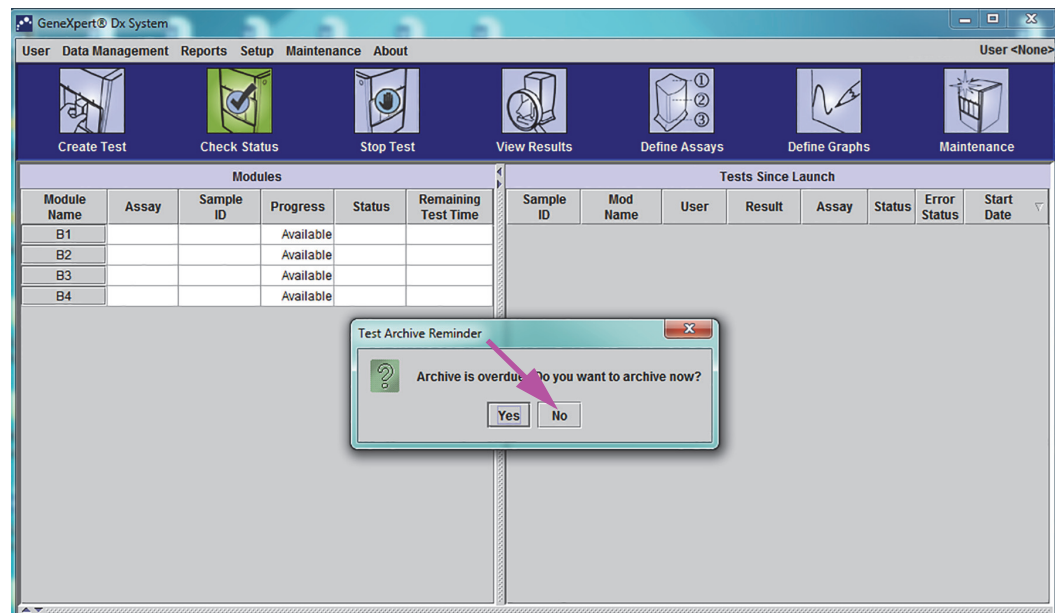 GeneXpert® Dx System
User Data Management Reports Setup Maintenance About User <None>
Create Test Check Status Stop Test View Results Define Assays Define Graphs Maintenance
Modules
Module Name Assay Sample ID Progress Status Remaining Test Time
B1 Available
B2 Available
B3 Available
B4 Available
Tests Since Launch
Sample ID Mod Name User Result Assay Status Error Status Start Date
Test Archive Reminder
Archive is overdue. Do you want to archive now?
Yes No